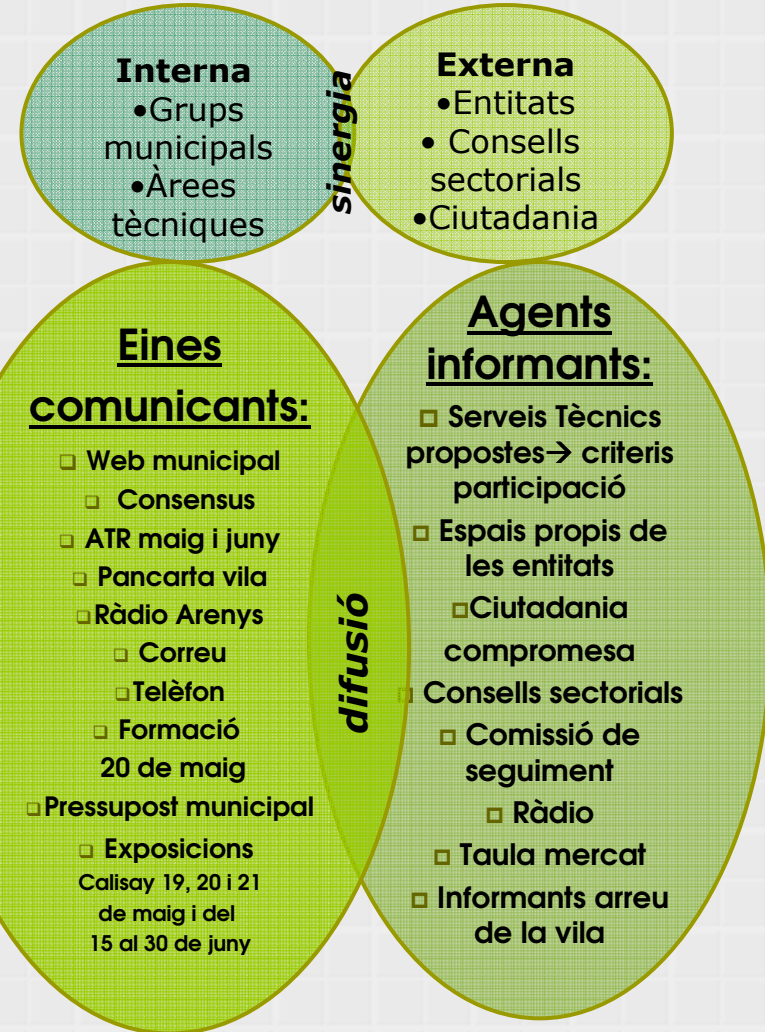 Interna
•Grups
municipals
•Àrees
tècniques
sinergia
Externa
•Entitats
• Consells
sectorials
•Ciutadania
Eines
comunicants:
❑ Web municipal
❑ Consensus
❑ ATR maig i juny
❑ Pancarta vila
❑Ràdio Arenys
❑ Correu
❑Telèfon
❑ Formació
20 de maig
❑Pressupost municipal
❑ Exposicions
Calisay 19, 20 i 21
de maig i del
15 al 30 de juny
difusió
Agents
informants:
◻ Serveis Tècnics
propostes→ criteris
participació
◻ Espais propis de
les entitats
◻Ciutadania
compromesa
◻ Consells sectorials
◻ Comissió de
seguiment
◻ Ràdio
◻ Taula mercat
◻ Informants arreu
de la vila